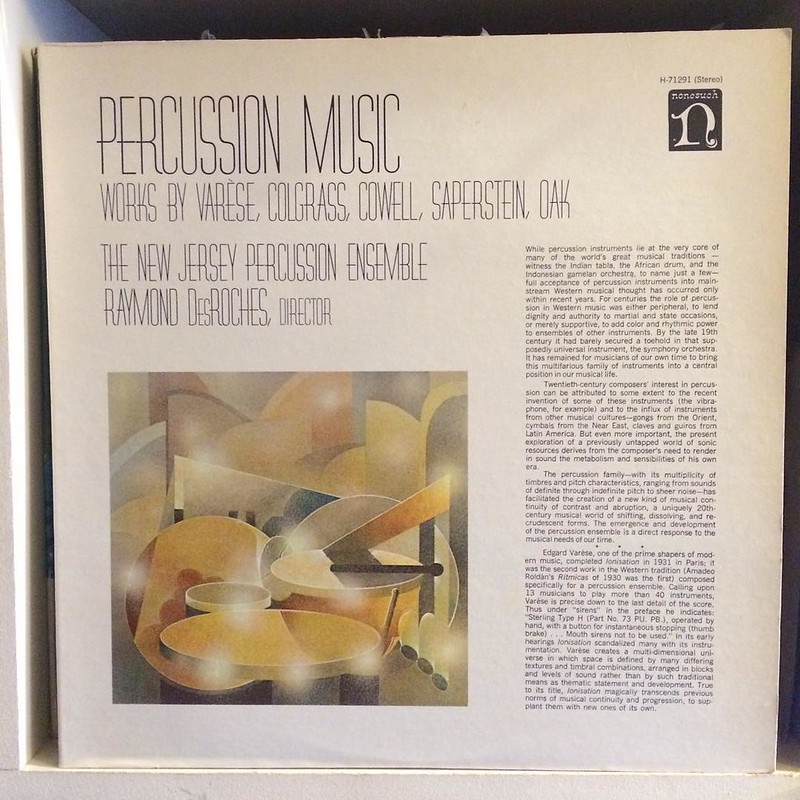 H-71291 (Stereo)
nonesuch
n
PERCUSSION MUSIC
WORKS BY VARÈSE, COLGRASS, COWELL, SAPERSTEIN, OAK
THE NEW JERSEY PERCUSSION ENSEMBLE
RAYMOND DesROCHES, DIRECTOR
While percussion instruments lie at the very core of
many of the world's great musical traditions —
witness the Indian tabla, the African drum, and the
Indonesian gamelan orchestra, to name just a few—
full acceptance of percussion instruments into main-
stream Western musical thought has occurred only
within recent years. For centuries the role of percus-
sion in Western music was either peripheral, to lend
dignity and authority to martial and state occasions,
or merely supportive, to add color and rhythmic power
to ensembles of other instruments. By the late 19th
century it had barely secured a toehold in that sup-
posedly universal instrument, the symphony orchestra.
It has remained for musicians of our own time to bring
this multifarious family of instruments into a central
position in our musical life.
Twentieth-century composers' interest in percus-
sion can be attributed to some extent to the recent
invention of some of these instruments (the vibra-
phone, for example) and to the influx of instruments
from other musical cultures—gongs from the Orient,
cymbals from the Near East, claves and guiros from
Latin America. But even more important, the present
exploration of a previously untapped world of sonic
resources derives from the composer's need to render
in sound the metabolism and sensibilities of his own
era.
The percussion family—with its multiplicity of
timbres and pitch characteristics, ranging from sounds
of definite through indefinite pitch to sheer noise—has
facilitated the creation of a new kind of musical con-
tinuity of contrast and abruption, a uniquely 20th-
century musical world of shifting, dissolving, and re-
crudescent forms. The emergence and development
of the percussion ensemble is a direct response to the
musical needs of our time.
* * *
Edgard Varèse, one of the prime shapers of mod-
ern music, completed Ionisation in 1931 in Paris; it
was the second work in the Western tradition (Amadeo
Roldán's Rítmicas of 1930 was the first) composed
specifically for a percussion ensemble. Calling upon
13 musicians to play more than 40 instruments,
Varèse is precise down to the last detail of the score.
Thus under "sirens" in the preface he indicates:
"Sterling Type H (Part No. 73 PU. PB.), operated by
hand, with a button for instantaneous stopping (thumb
brake) . . . Mouth sirens not to be used." In its early
hearings Ionisation scandalized many with its instru-
mentation. Varèse creates a multi-dimensional uni-
verse in which space is defined by many differing
textures and timbral combinations, arranged in blocks
and levels of sound rather than by such traditional
means as thematic statement and development. True
to its title, Ionisation magically transcends previous
norms of musical continuity and progression, to sup-
plant them with new ones of its own.